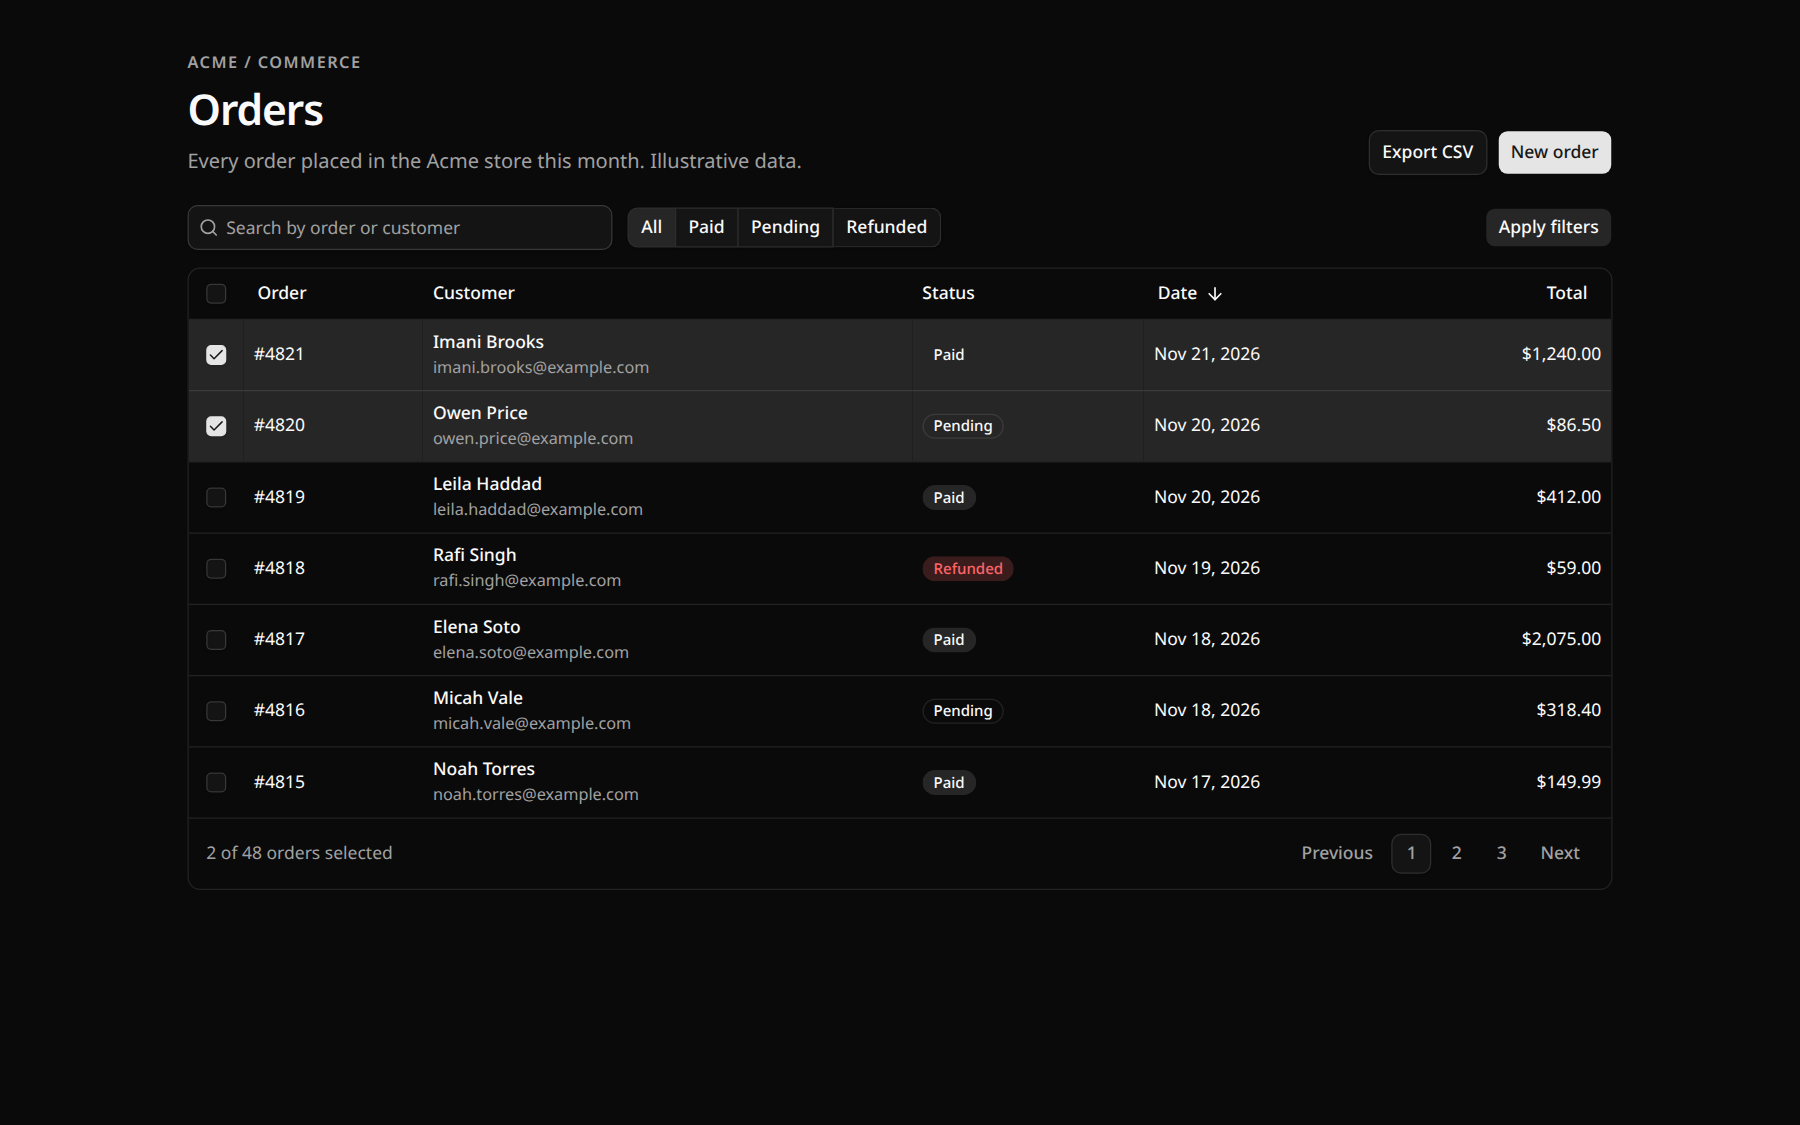 ACME / COMMERCE
Orders
Every order placed in the Acme store this month. Illustrative data.
Export CSV New order
Search by order or customer All Paid Pending Refunded Apply filters
Order Customer Status Date Total
#4821 Imani Brooks Paid Nov 21, 2026 $1,240.00
imani.brooks@example.com
#4820 Owen Price Pending Nov 20, 2026 $86.50
owen.price@example.com
#4819 Leila Haddad Paid Nov 20, 2026 $412.00
leila.haddad@example.com
#4818 Rafi Singh Refunded Nov 19, 2026 $59.00
rafi.singh@example.com
#4817 Elena Soto Paid Nov 18, 2026 $2,075.00
elena.soto@example.com
#4816 Micah Vale Pending Nov 18, 2026 $318.40
micah.vale@example.com
#4815 Noah Torres Paid Nov 17, 2026 $149.99
noah.torres@example.com
2 of 48 orders selected Previous 1 2 3 Next